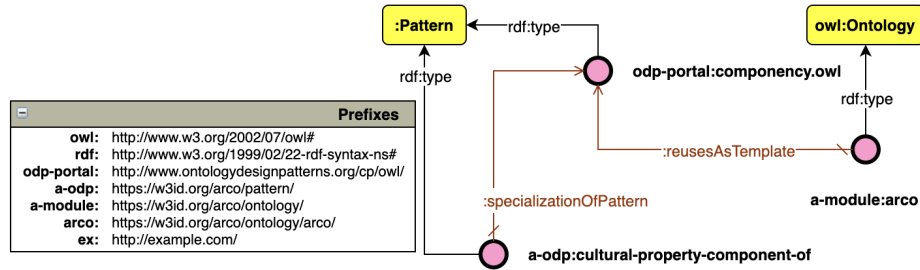 :Pattern
rdf:type
owl:Ontology
rdf:type
odp-portal:componency.owl
rdf:type
Prefixes
owl: http://www.w3.org/2002/07/owl#
rdf: http://www.w3.org/1999/02/22-rdf-syntax-ns#
odp-portal: http://www.ontologydesignpatterns.org/cp/owl/
a-odp: https://w3id.org/arco/pattern/
a-module: https://w3id.org/arco/ontology/
arco: https://w3id.org/arco/ontology/arco/
ex: http://example.com/
:reusesAsTemplate
:specializationOfPattern
a-module:arco
a-odp:cultural-property-component-of